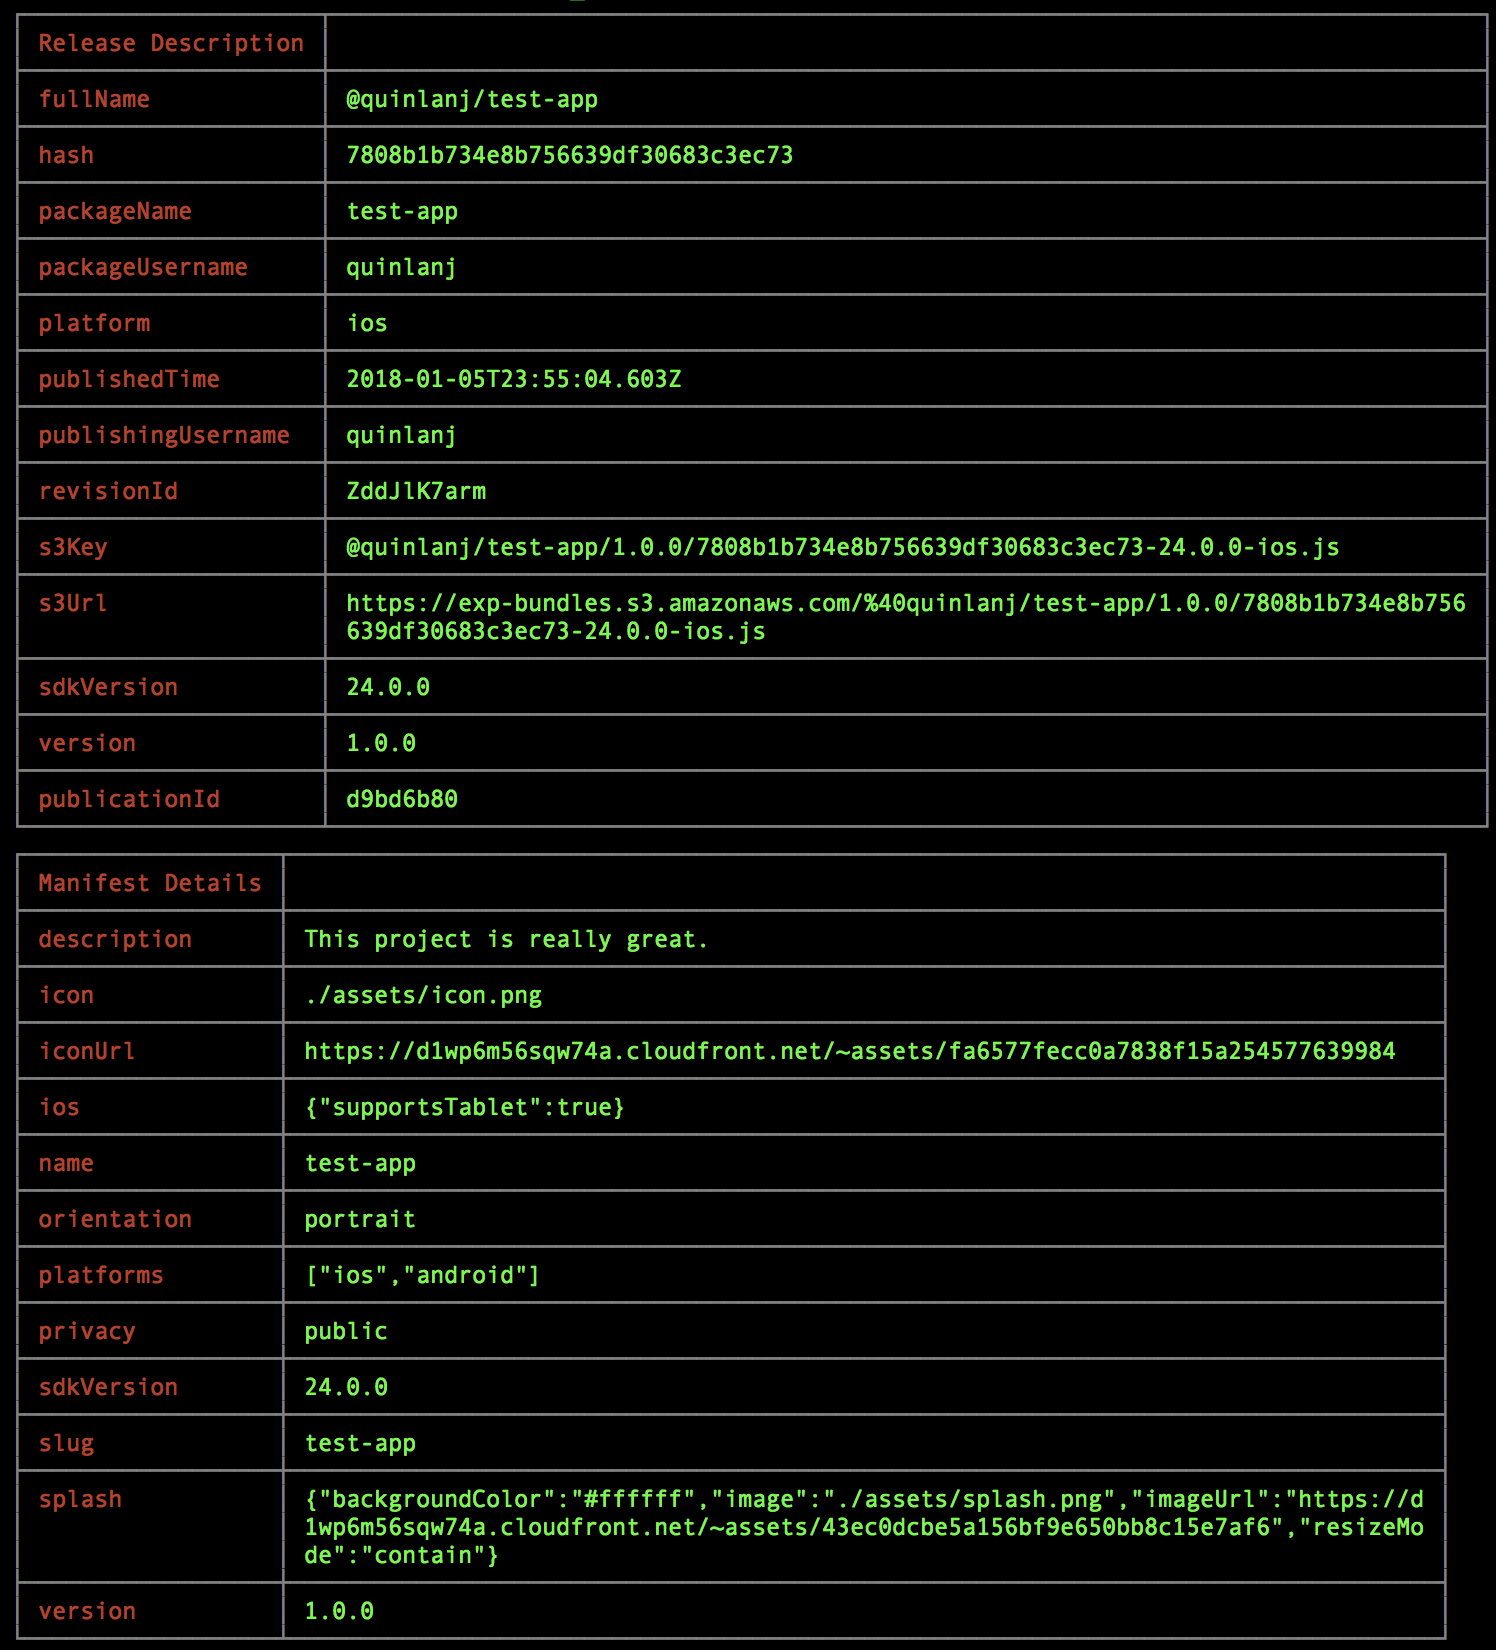 Release Description
fullName @quinlanj/test-app
hash 7808b1b734e8b756639df30683c3ec73
packageName test-app
packageUsername quinlanj
platform ios
publishedTime 2018-01-05T23:55:04.603Z
publishingUsername quinlanj
revisionId ZddJlK7arm
s3Key @quinlanj/test-app/1.0.0/7808b1b734e8b756639df30683c3ec73-24.0.0-ios.js
s3Url https://exp-bundles.s3.amazonaws.com/%40quinlanj/test-app/1.0.0/7808b1b734e8b756
639df30683c3ec73-24.0.0-ios.js
sdkVersion 24.0.0
version 1.0.0
publicationId d9bd6b80
Manifest Details
description This project is really great.
icon ./assets/icon.png
iconUrl https://d1wp6m56sqw74a.cloudfront.net/~assets/fa6577fecc0a7838f15a254577639984
ios {"supportsTablet":true}
name test-app
orientation portrait
platforms ["ios","android"]
privacy public
sdkVersion 24.0.0
slug test-app
splash {"backgroundColor":"#ffffff","image":"./assets/splash.png","imageUrl":"https://d
1wp6m56sqw74a.cloudfront.net/~assets/43ec0dcbe5a156bf9e650bb8c15e7af6","resizeMo
de":"contain"}
version 1.0.0